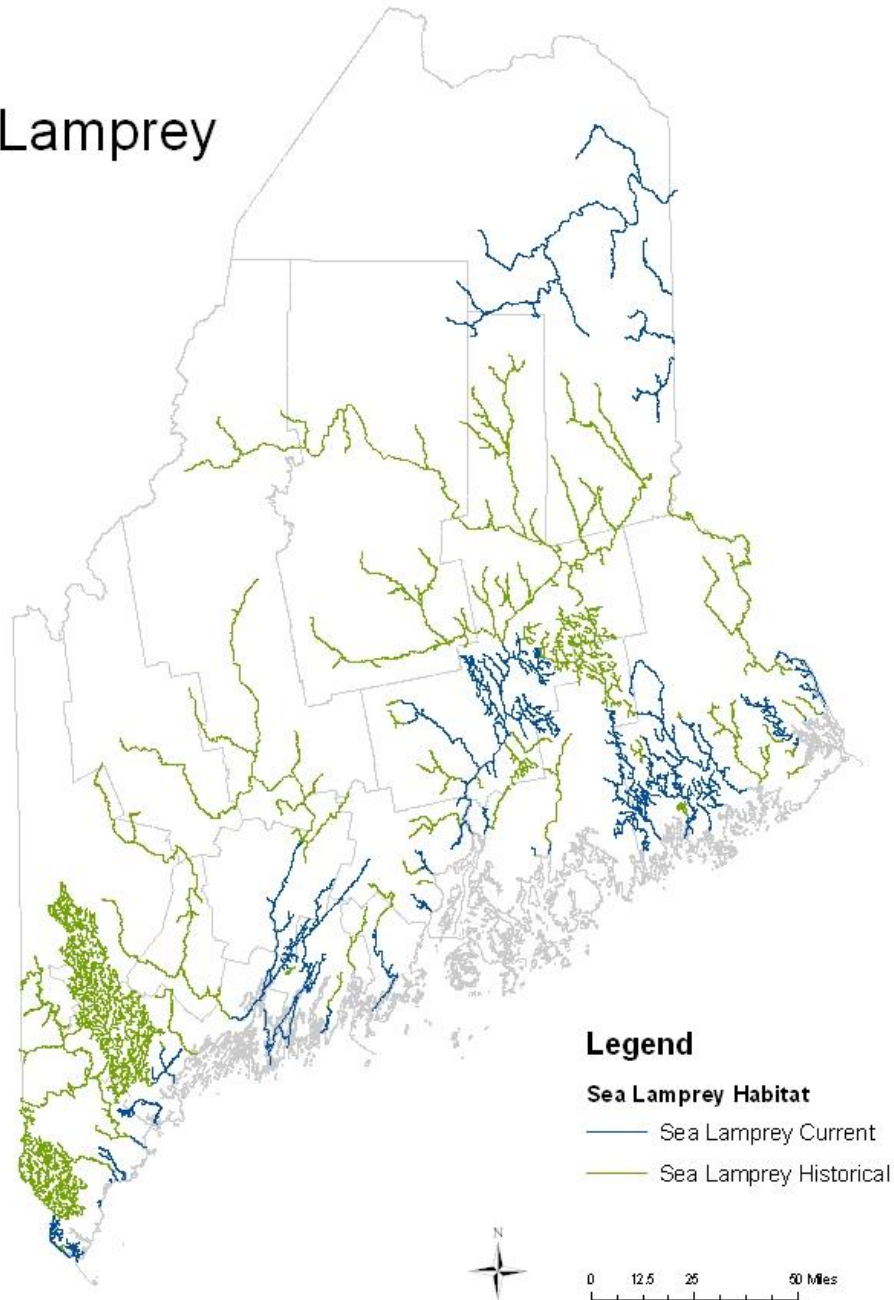 Lamprey
Legend
Sea Lamprey Habitat
Sea Lamprey Current
Sea Lamprey Historical
N
0 12.5 25 50 Miles